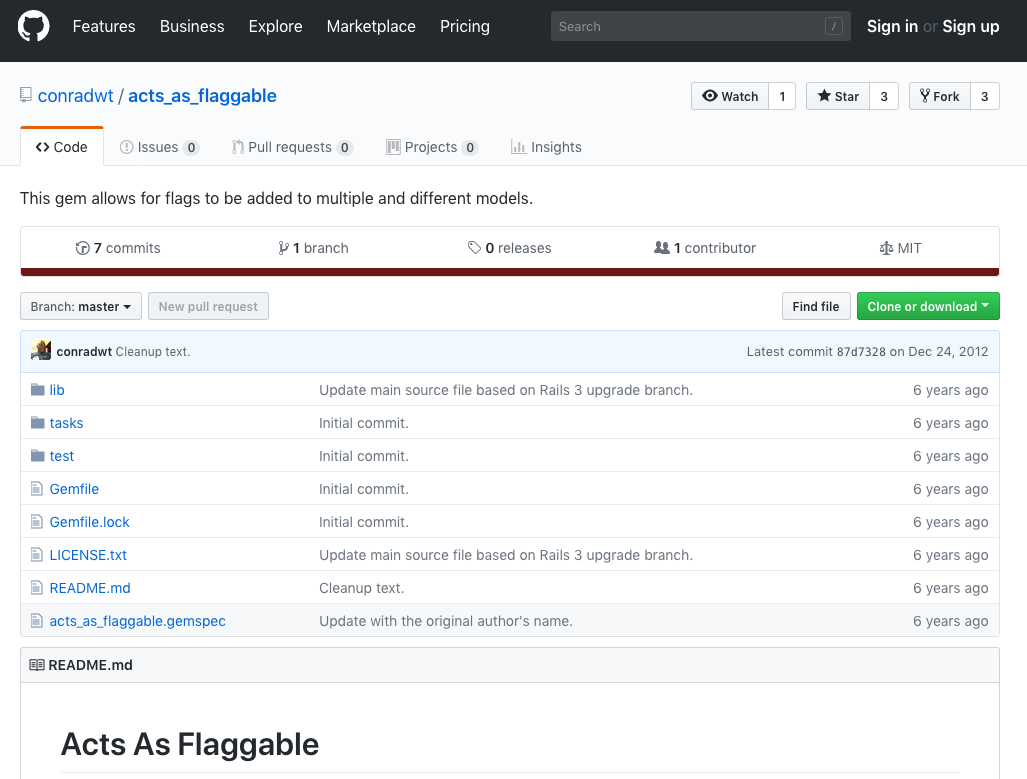 Features Business Explore Marketplace Pricing Search / Sign in or Sign up
conradwt / acts_as_flaggable Watch 1 Star 3 Fork 3
Code Issues 0 Pull requests 0 Projects 0 Insights
This gem allows for flags to be added to multiple and different models.
7 commits 1 branch 0 releases 1 contributor MIT
Branch: master New pull request Find file Clone or download
conradwt Cleanup text. Latest commit 87d7328 on Dec 24, 2012
lib Update main source file based on Rails 3 upgrade branch. 6 years ago
tasks Initial commit. 6 years ago
test Initial commit. 6 years ago
Gemfile Initial commit. 6 years ago
Gemfile.lock Initial commit. 6 years ago
LICENSE.txt Update main source file based on Rails 3 upgrade branch. 6 years ago
README.md Cleanup text. 6 years ago
acts_as_flaggable.gemspec Update with the original author's name. 6 years ago
README.md
Acts As Flaggable